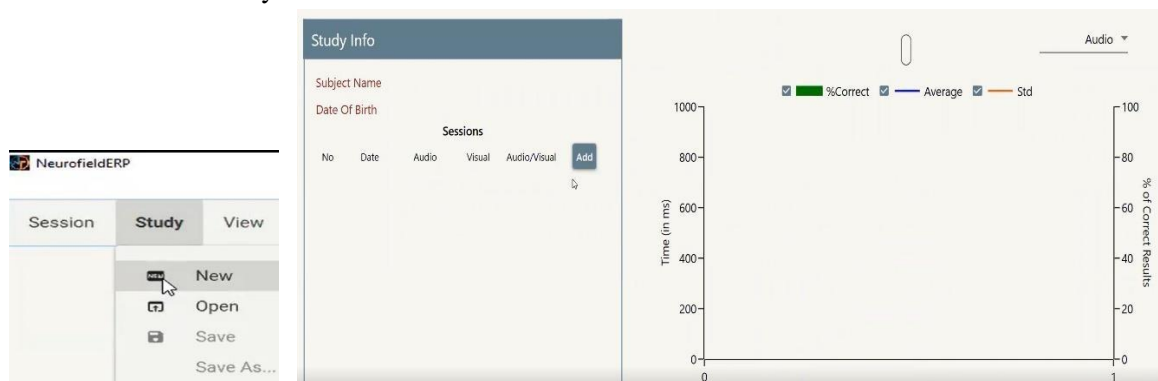 NeurofieldERP
Session Study View
NEW New
Open
Save
Save As...
Study Info
Subject Name
Date Of Birth
Sessions
No Date Audio Visual Audio/Visual Add
Audio
%Correct Average Std
1000
800
600
400
200
0
Time (in ms)
0 1
100
80
60
40
20
0
% of Correct Results